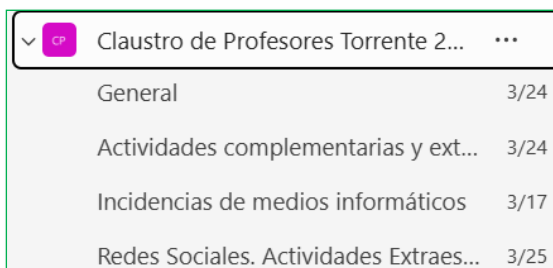 CP Claustro de Profesores Torrente 2... ...
General 3/24
Actividades complementarias y ext... 3/24
Incidencias de medios informáticos 3/17
Redes Sociales. Actividades Extraes... 3/25